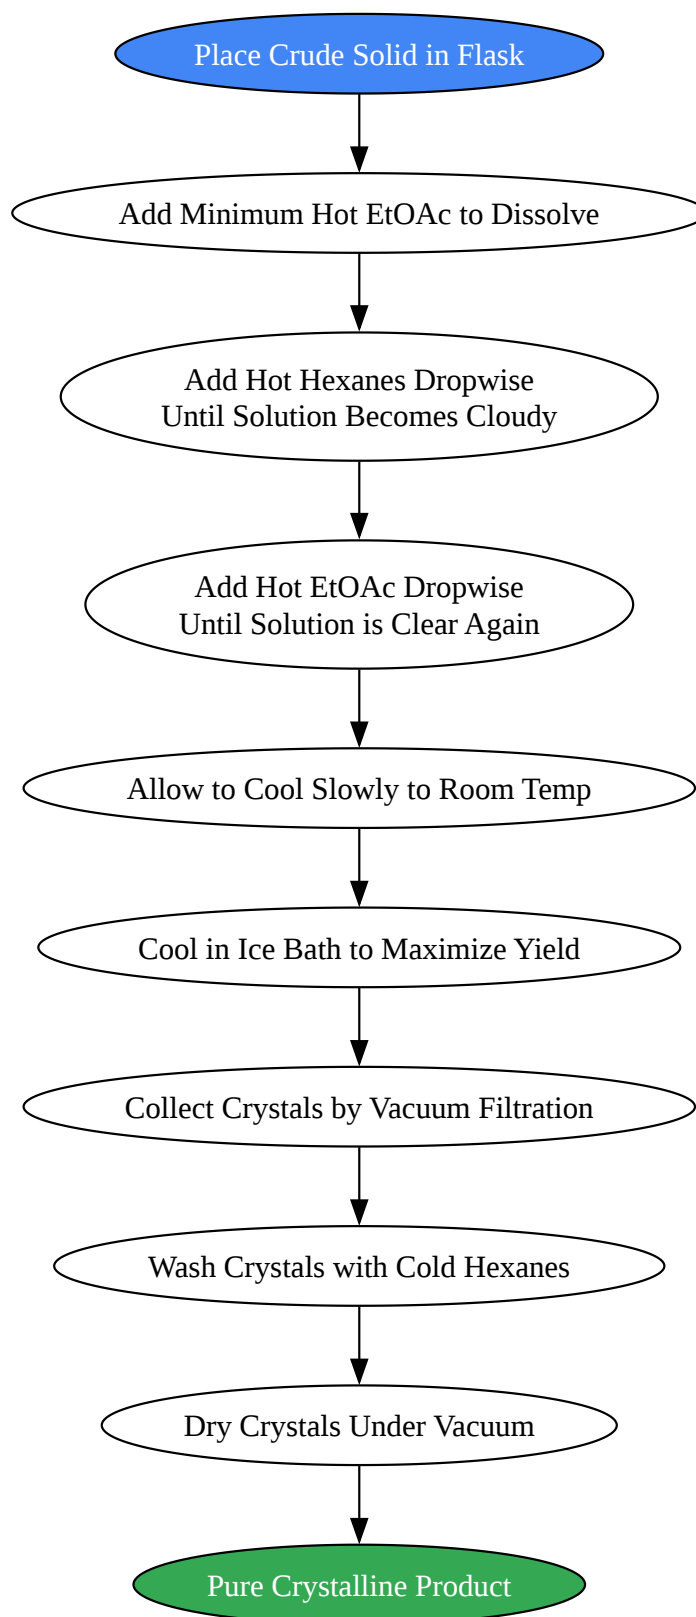 Place Crude Solid in Flask
Add Minimum Hot EtOAc to Dissolve
Add Hot Hexanes Dropwise
Until Solution Becomes Cloudy
Add Hot EtOAc Dropwise
Until Solution is Clear Again
Allow to Cool Slowly to Room Temp
Cool in Ice Bath to Maximize Yield
Collect Crystals by Vacuum Filtration
Wash Crystals with Cold Hexanes
Dry Crystals Under Vacuum
Pure Crystalline Product